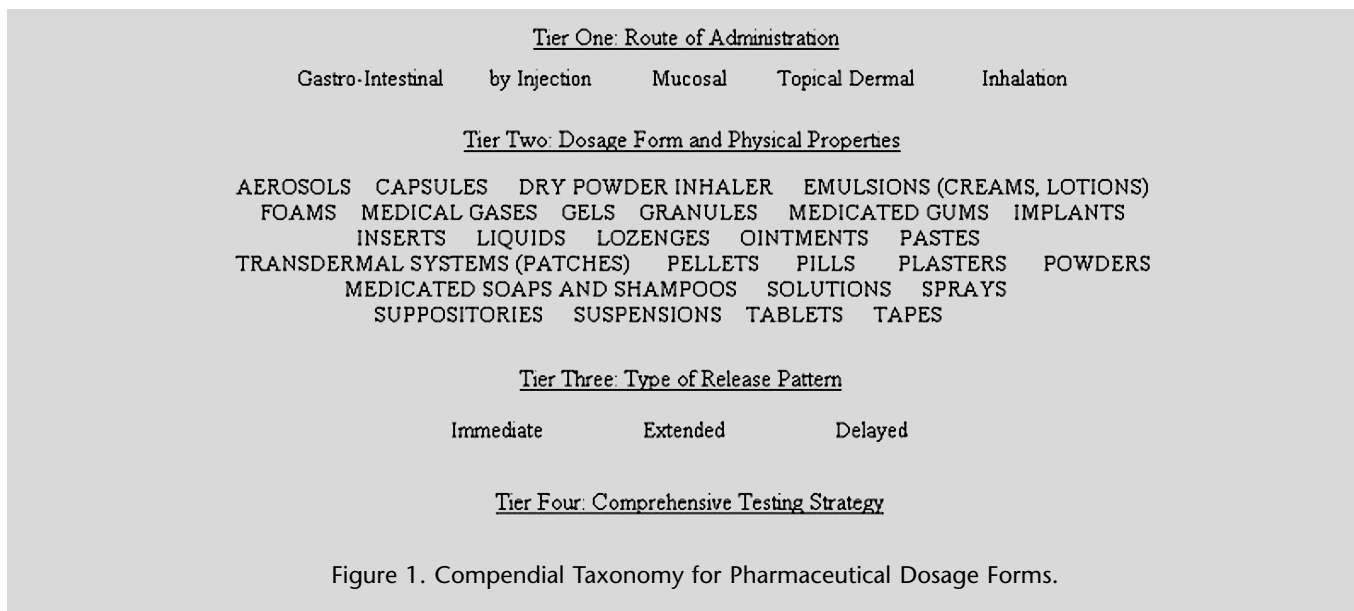 Tier One: Route of Administration
Gastro-Intestinal by Injection Mucosal Topical Dermal Inhalation
Tier Two: Dosage Form and Physical Properties
AEROSOLS CAPSULES DRY POWDER INHALER EMULSIONS (CREAMS, LOTIONS)
FOAMS MEDICAL GASES GELS GRANULES MEDICATED GUMS IMPLANTS
INSERTS LIQUIDS LOZENGES OINTMENTS PASTES
TRANSDERMAL SYSTEMS (PATCHES) PELLETS PILLS PLASTERS POWDERS
MEDICATED SOAPS AND SHAMPOOS SOLUTIONS SPRAYS
SUPPOSITORIES SUSPENSIONS TABLETS TAPES
Tier Three: Type of Release Pattern
Immediate Extended Delayed
Tier Four: Comprehensive Testing Strategy
Figure 1. Compendial Taxonomy for Pharmaceutical Dosage Forms.